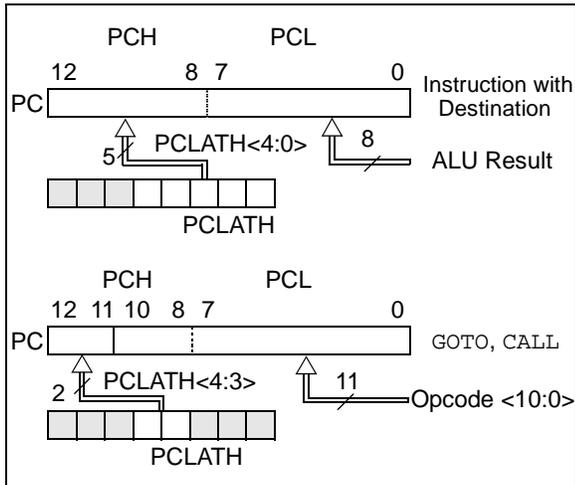 PCH PCL
12 8 7 0
Instruction with
Destination
PC
5 PCLATH<4:0> 8
ALU Result
PCLATH
PCH PCL
12 11 10 8 7 0
PC GOTO, CALL
2 PCLATH<4:3> 11
Opcode <10:0>
PCLATH